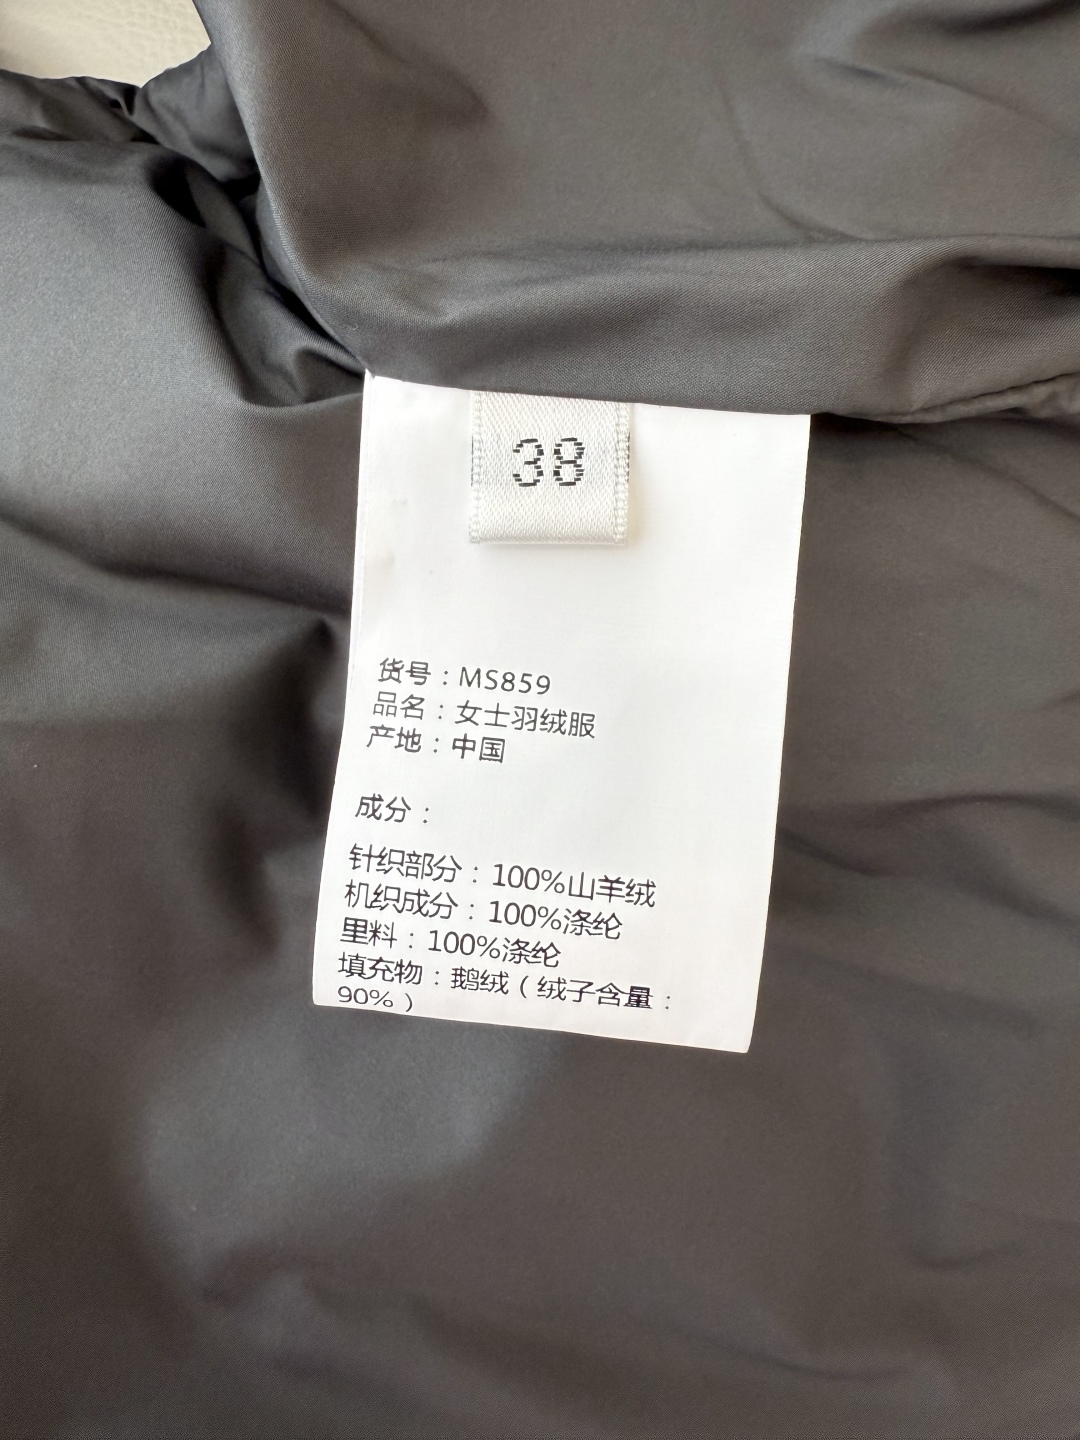 38
货号：MS859
品名：女士羽绒服
产地：中国
成分：
针织部分：100%山羊绒
机织成分：100%涤纶
里料：100%涤纶
填充物：鹅绒（绒子含量：
90%）